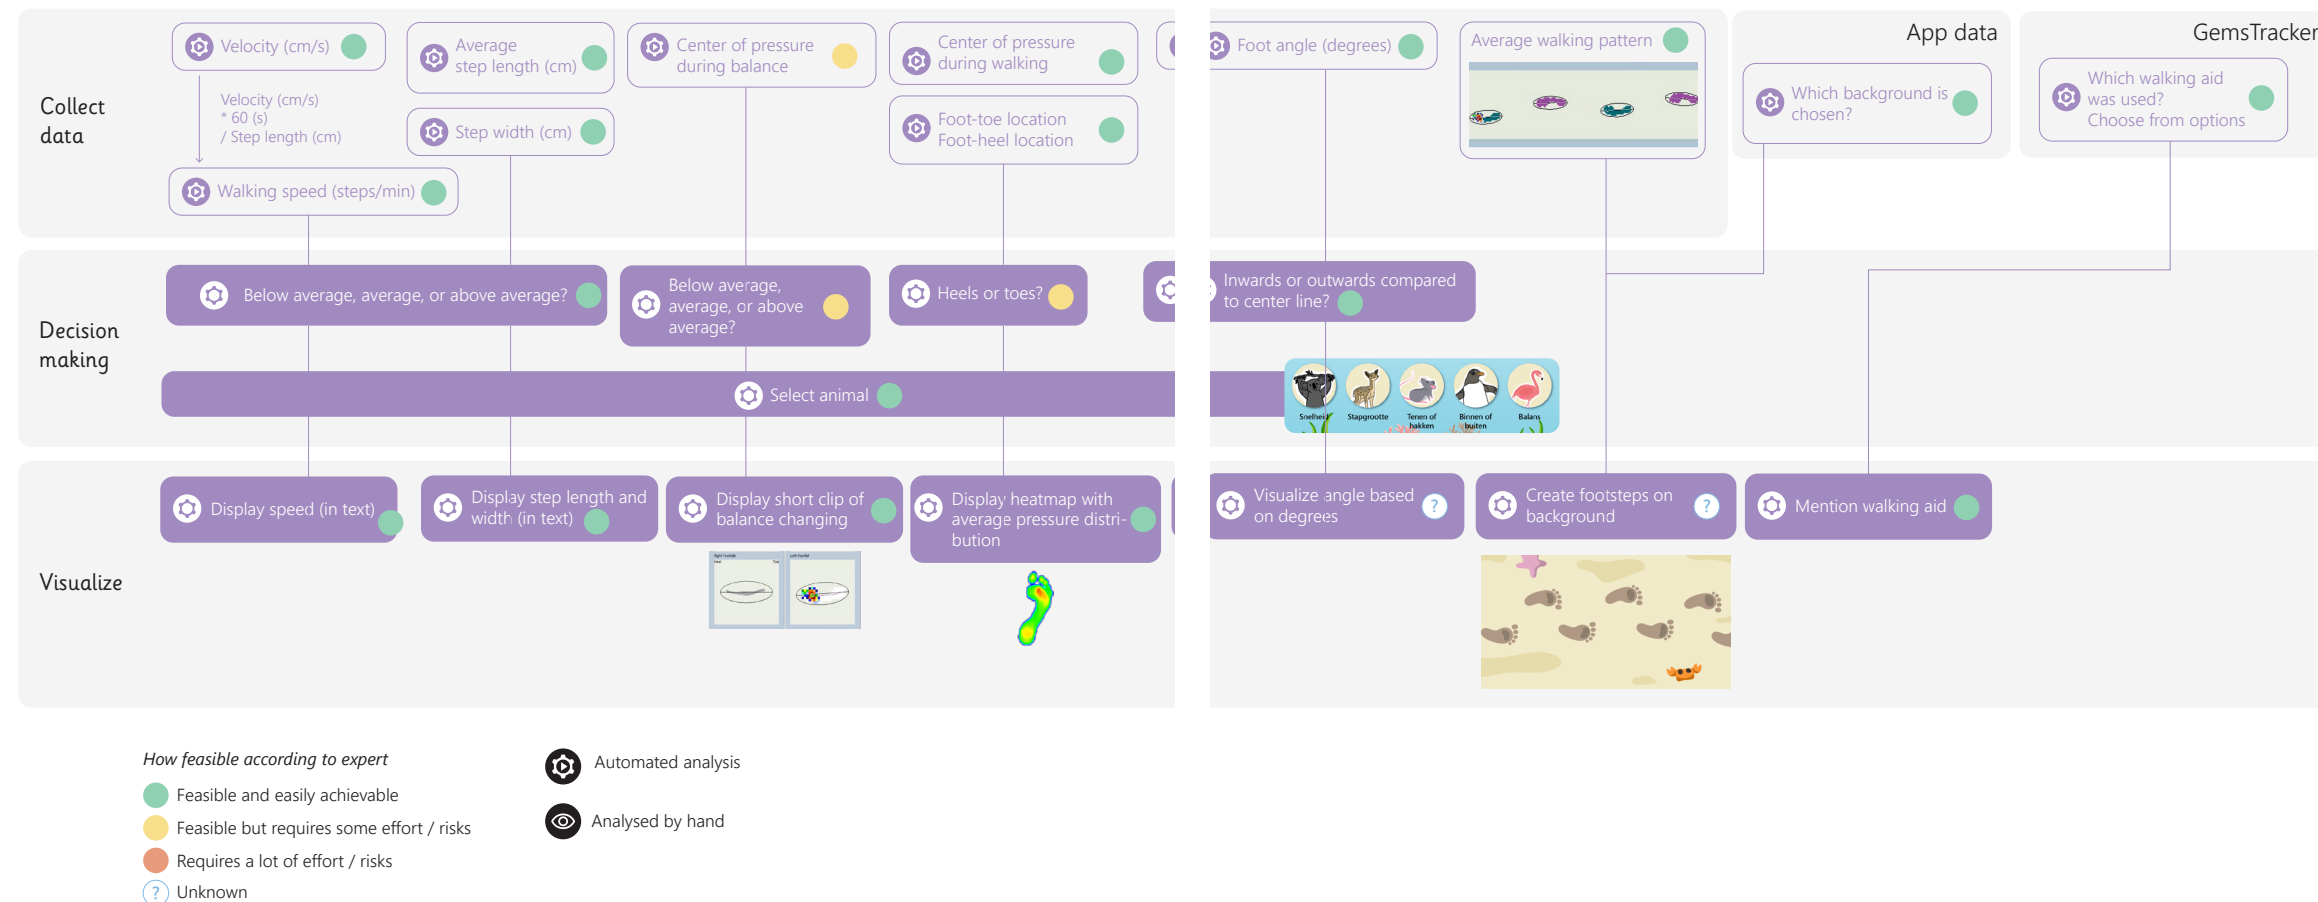 Collect
data
Velocity (cm/s)
Velocity (cm/s)
* 60 (s)
/ Step length (cm)
Walking speed (steps/min)
Average
step length (cm)
Step width (cm)
Center of pressure
during balance
Center of pressure
during walking
Foot-toe location
Foot-heel location
Foot angle (degrees)
Average walking pattern
App data
Which background is
chosen?
GemsTracker
Which walking aid
was used?
Choose from options
Decision
making
Below average, average, or above average?
Below average,
average, or above
average?
Heels or toes?
Inwards or outwards compared
to center line?
Select animal
Snelheid
Stapgrootte
Tenen of
hakken
Binnen of
buiten
Balans
Visualize
Display speed (in text)
Display step length and
width (in text)
Display short clip of
balance changing
Display heatmap with
average pressure distri-
bution
Visualize angle based
on degrees
?
Create footsteps on
background
?
Mention walking aid
How feasible according to expert
Feasible and easily achievable
Feasible but requires some effort / risks
Requires a lot of effort / risks
? Unknown
Automated analysis
Analysed by hand